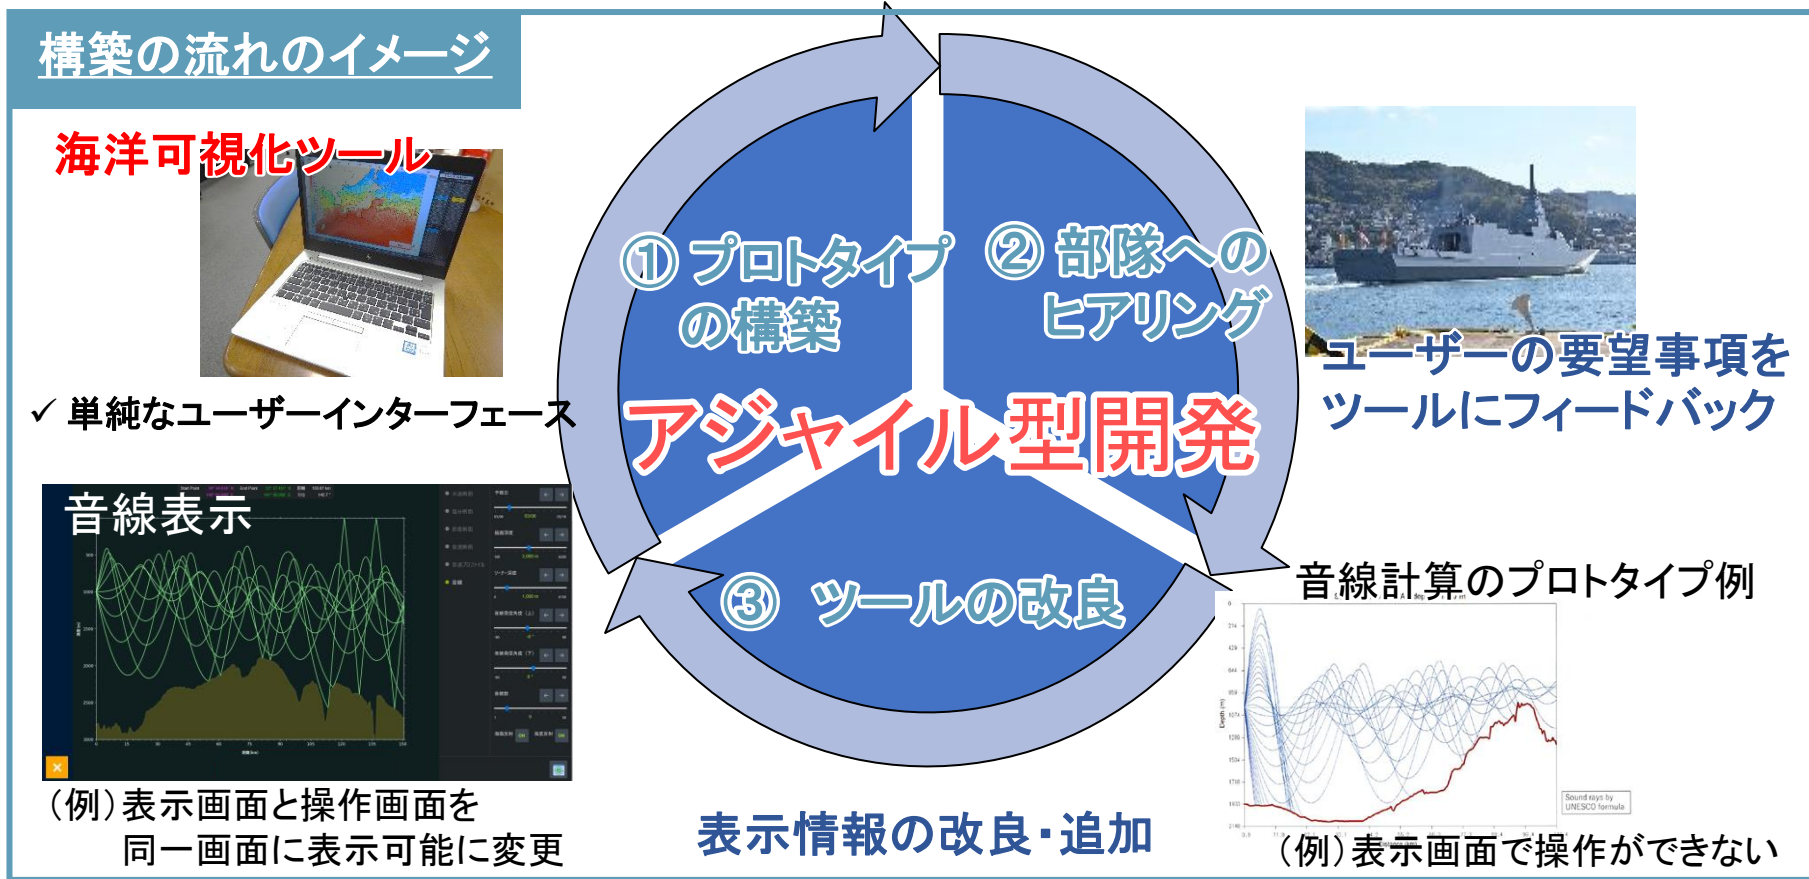 構築の流れのイメージ
海洋可視化ツール
✓ 単純なユーザーインターフェース
① プロトタイプ
の構築
② 部隊への
ヒアリング
アジャイル型開発
③ ツールの改良
ユーザーの要望事項を
ツールにフィードバック
音線表示
（例）表示画面と操作画面を
同一画面に表示可能に変更
表示情報の改良・追加
音線計算のプロトタイプ例
Depth (m)
Sound rays by
UNESCO formula
（例）表示画面で操作ができない